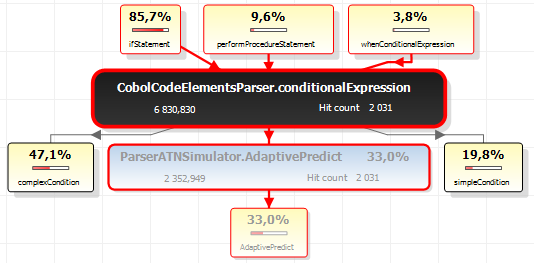 85,7%
ifStatement
9,6%
performProcedureStatement
3,8%
whenConditionalExpression
CobolCodeElementsParser.conditionalExpression
6 830,830 Hit count 2 031
47,1%
complexCondition
ParserATNSimulator.AdaptivePredict 33,0%
2 352,949 Hit count 2 031
19,8%
simpleCondition
33,0%
AdaptivePredict